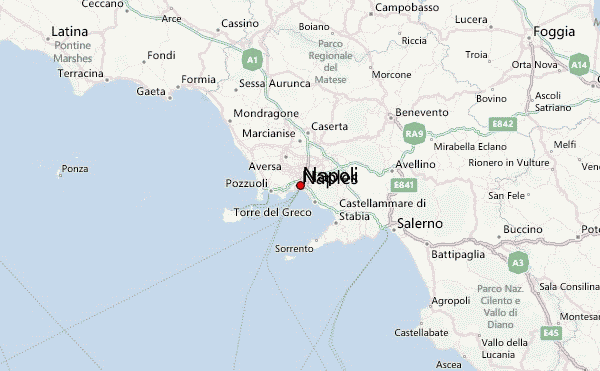 Ceccano
Arce
Cassino
Boiano
Campobasso
Lucera
Foggia
Latina
Pontine
Marshes
Fondi
Terracina
Formia
Gaeta
A1
Sessa Aurunca
Parco
Regionale
del
Matese
Riccia
Troia
Orta Nova
A14
Morcone
Bovino
Ascoli
Satriano
Mondragone
Marcianise
Caserta
Benevento
E842
RA9
Mirabella Eclano
Melfi
Aversa
Avellino
Rionero in Vulture
Ven
Ponza
Pozzuoli
Napoli
Naples
E841
San Fele
Torre del Greco
Castellammare di
Stabia
Salerno
Buccino
Pote
Sorrento
Battipaglia
A3
Sala Consilina
Agropoli
Parco Naz.
Cilento e
Vallo di
Diano
Montesan
Castellabate
E45
Vallo della
Lucania
Ascea